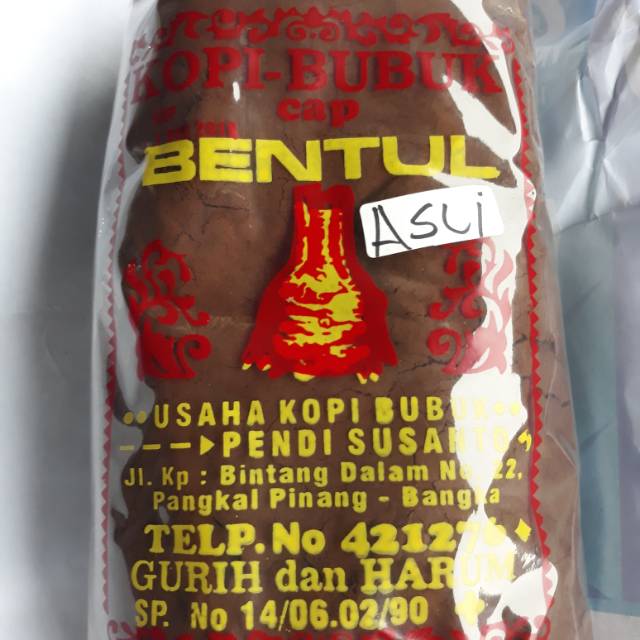 KOPI-BUBUK
cap
BENTUL
ASLi
USAHA KOPI BUBUK
PENDI SUSANTO
Jl. Kp : Bintang Dalam No. 22,
Pangkal Pinang - Bangka
TELP. No 421276
GURIH dan HARUM
SP. No 14/06.02/90